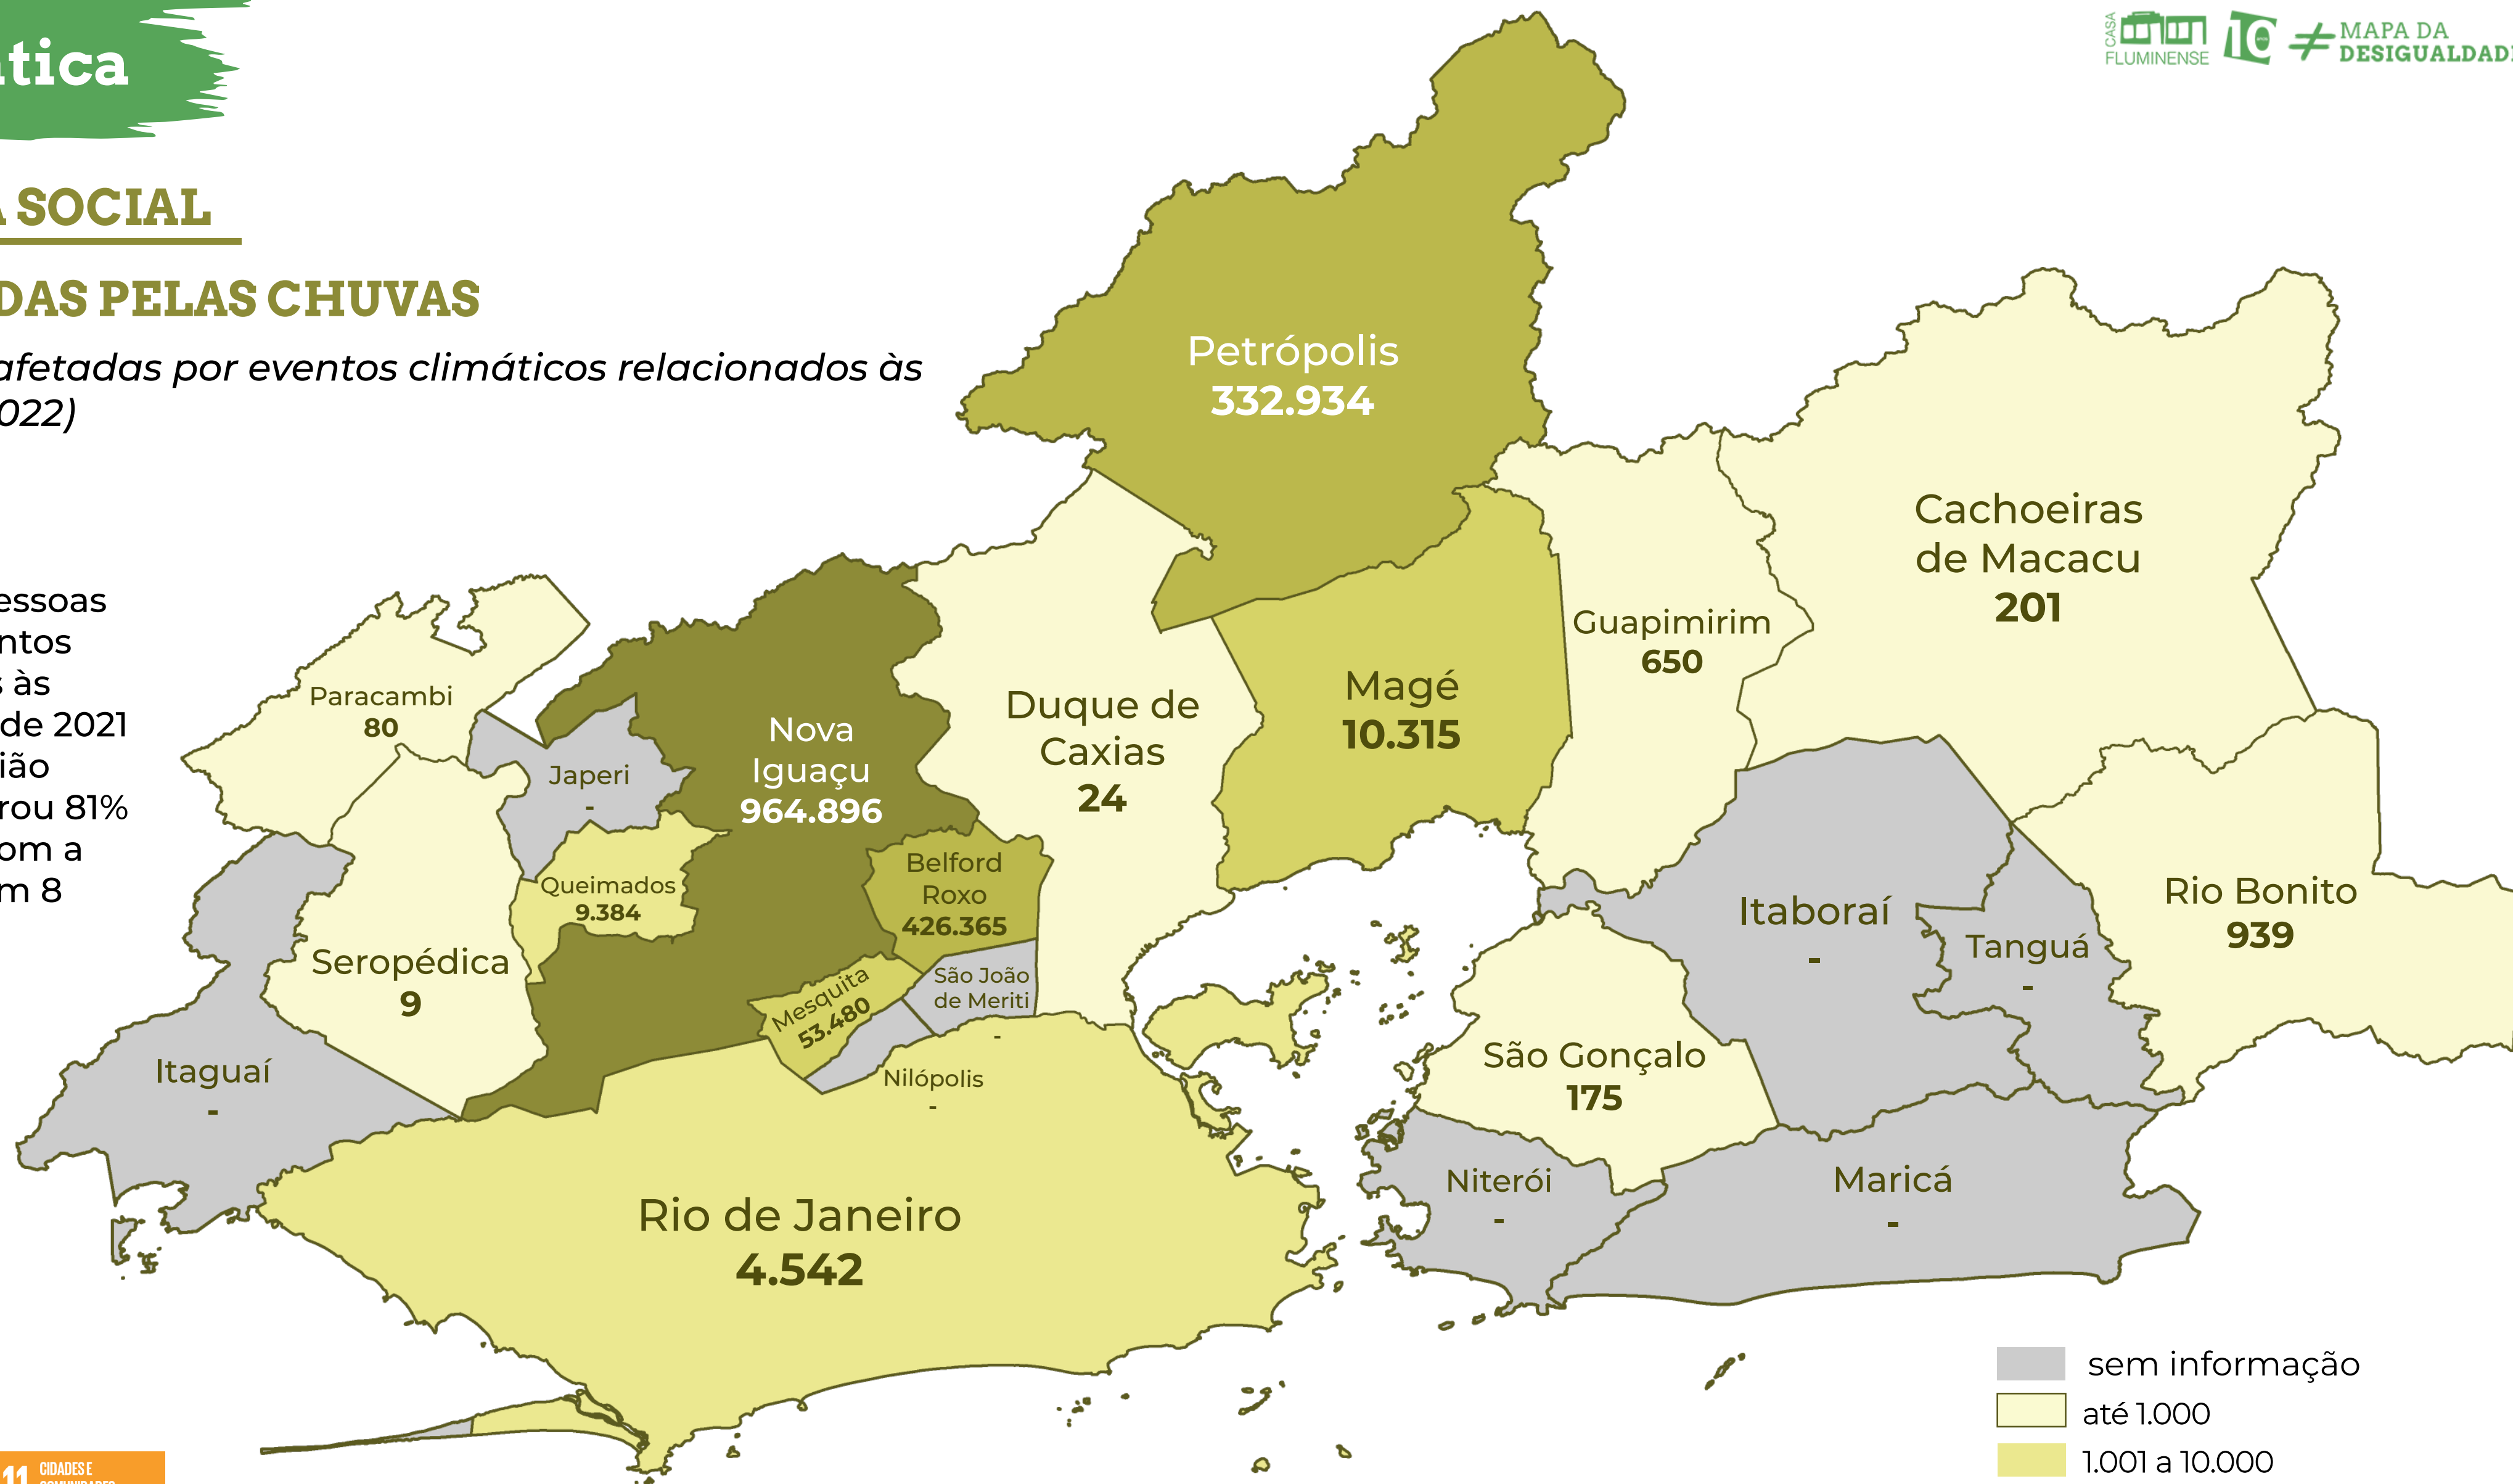 ática
CASA
FLUMINENSE
10
≠ MAPA DA
DESIGUALDADE
A SOCIAL
DAS PELAS CHUVAS
afetadas por eventos climáticos relacionados às
022)
essoas
ntos
s às
de 2021
ião
rou 81%
om a
m 8
Petrópolis
332.934
Cachoeiras
de Macacu
201
Guapimirim
650
Magé
10.315
Duque de
Caxias
24
Paracambi
80
Nova
Iguaçu
964.896
Japeri
-
Belford
Roxo
426.365
Queimados
9.384
Seropédica
9
São João
de Meriti
-
Mesquita
53.480
Nilópolis
-
Itaguaí
-
Rio de Janeiro
4.542
Itaboraí
-
Tanguá
-
Rio Bonito
939
São Gonçalo
175
Niterói
-
Maricá
-
sem informação
até 1.000
1.001 a 10.000
11 CIDADES E
COMUNIDADES